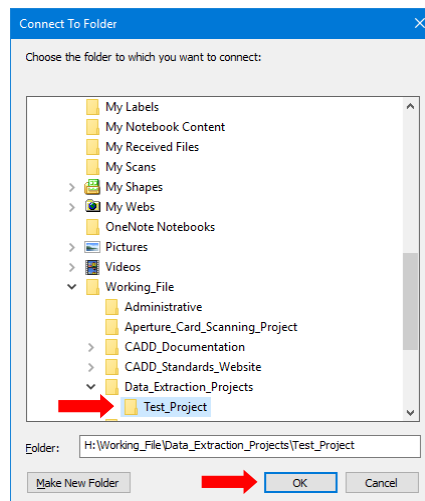 Connect To Folder
Choose the folder to which you want to connect:
My Labels
My Notebook Content
My Received Files
My Scans
My Shapes
My Webs
OneNote Notebooks
Pictures
Videos
Working_File
Administrative
Aperture_Card_Scanning_Project
CADD_Documentation
CADD_Standards_Website
Data_Extraction_Projects
Test_Project
Folder: H:\Working_File\Data_Extraction_Projects\Test_Project
Make New Folder OK Cancel